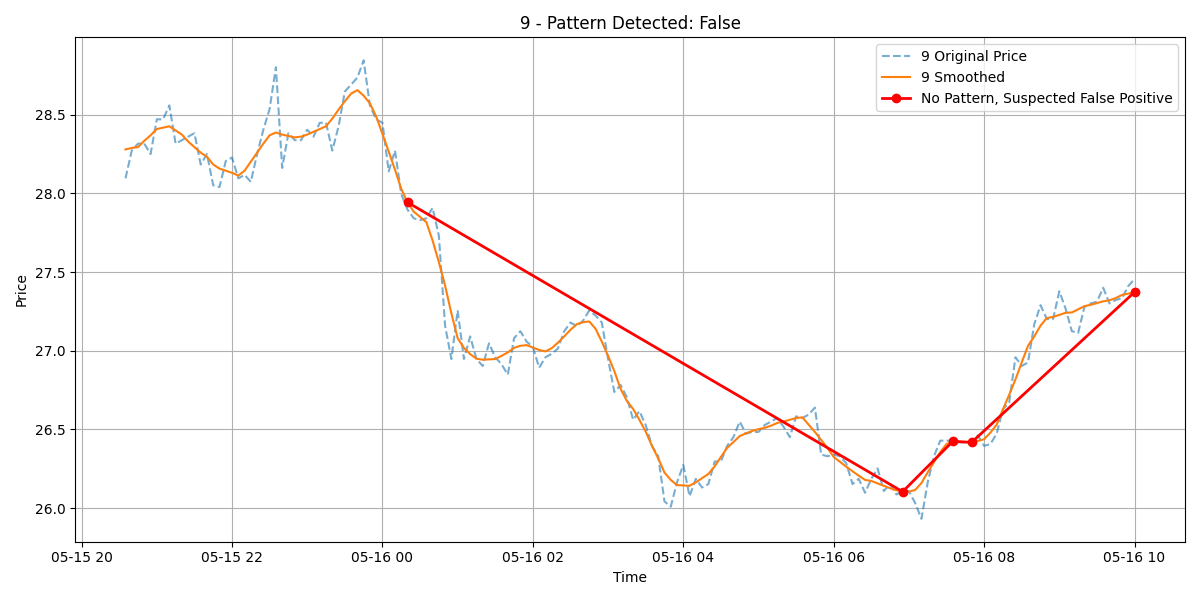 9 - Pattern Detected: False
9 Original Price
9 Smoothed
No Pattern, Suspected False Positive
Price
28.5
28.0
27.5
27.0
26.5
26.0
05-15 20
05-15 22
05-16 00
05-16 02
05-16 04
05-16 06
05-16 08
05-16 10
Time